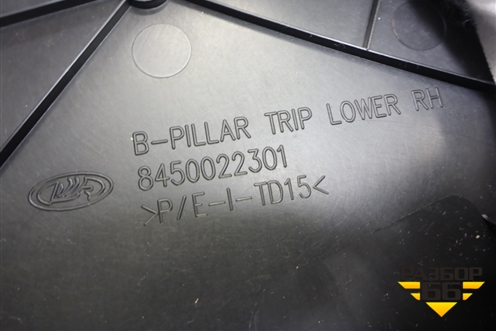 B-PILLAR TRIP LOWER RH
8450022301
>P/E-I-TD15<
РАЗБОР
66